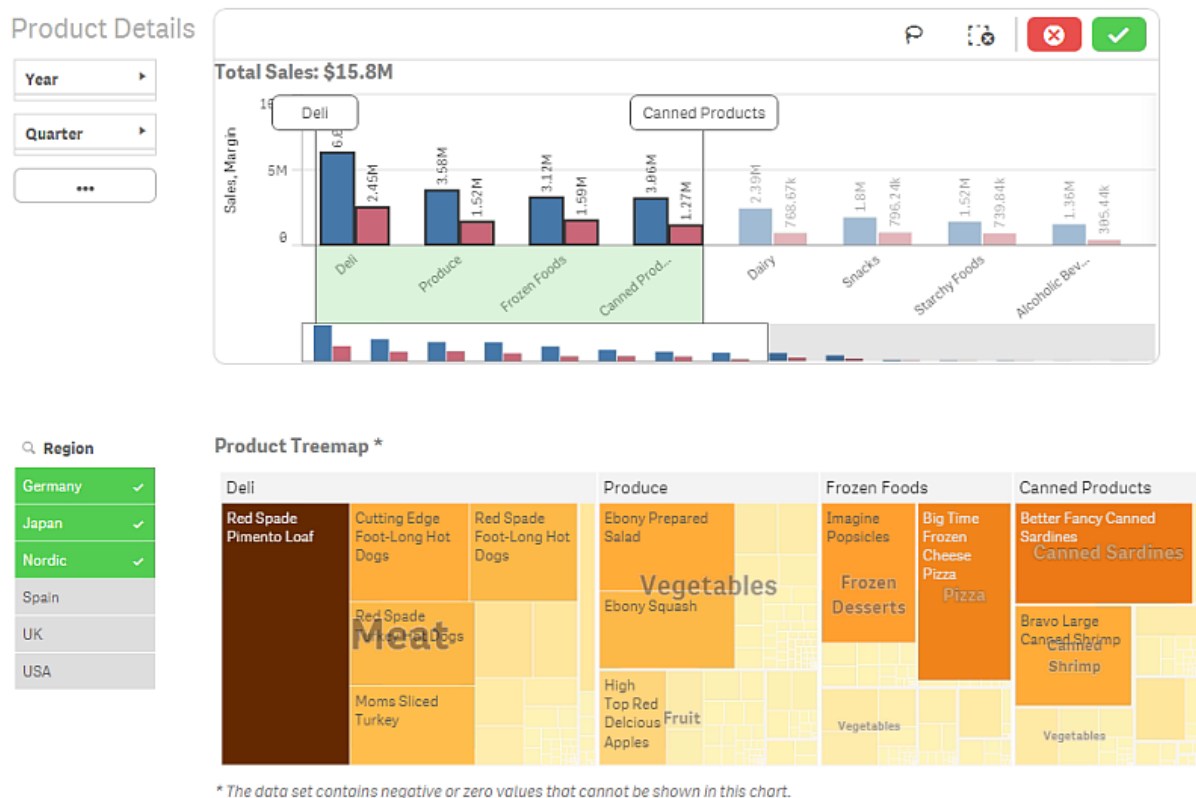 Product Details
Year
Quarter
•••
Total Sales: $15.8M
Deli
Canned Products
Sales, Margin
5M
0
2.45M
3.58M
1.52M
3.12M
1.59M
3.06M
1.27M
2.39M
768.67k
1.8M
796.24k
1.52M
739.84k
1.36M
305.44k
Deli
Produce
Frozen Foods
Canned Prod...
Dairy
Snacks
Starchy Foods
Alcoholic Bev...
Region
Germany
Japan
Nordic
Spain
UK
USA
Product Treemap *
Deli
Produce
Frozen Foods
Canned Products
Red Spade
Pimento Loaf
Cutting Edge
Foot-Long Hot
Dogs
Red Spade
Foot-Long Hot
Dogs
Red Spade
Turkey Hot Dogs
Meat
Moms Sliced
Turkey
Ebony Prepared
Salad
Vegetables
Ebony Squash
High
Top Red
Delcious
Apples
Fruit
Imagine
Popsicles
Frozen
Desserts
Big Time
Frozen
Cheese
Pizza
Pizza
Vegetables
Better Fancy Canned
Sardines
Canned Sardines
Bravo Large
Canned Shrimp
Canned
Shrimp
Vegetables
* The data set contains negative or zero values that cannot be shown in this chart.